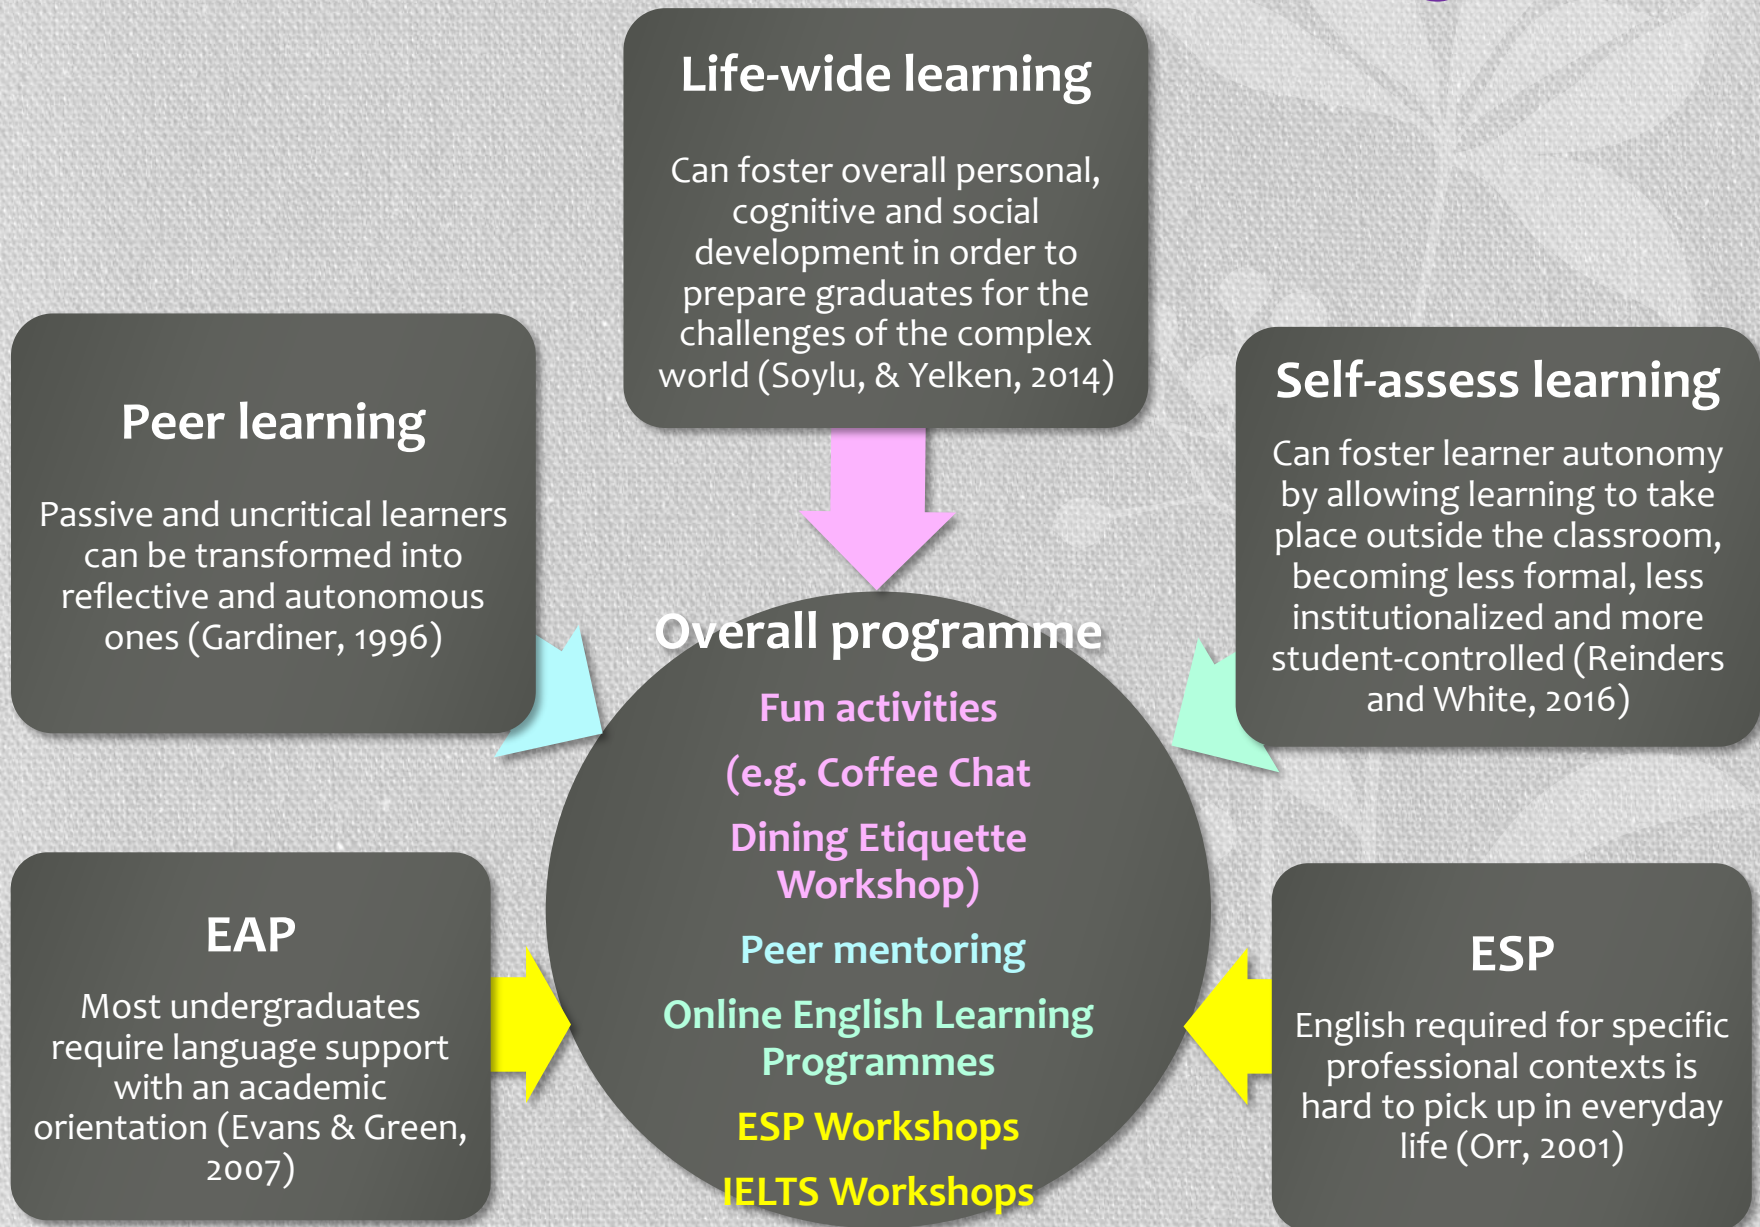 Life-wide learning
Can foster overall personal,
cognitive and social
development in order to
prepare graduates for the
challenges of the complex
world (Soylu, & Yelken, 2014)
Peer learning
Passive and uncritical learners
can be transformed into
reflective and autonomous
ones (Gardiner, 1996)
Self-assess learning
Can foster learner autonomy
by allowing learning to take
place outside the classroom,
becoming less formal, less
institutionalized and more
student-controlled (Reinders
and White, 2016)
Overall programme
Fun activities
(e.g. Coffee Chat
Dining Etiquette
Workshop)
Peer mentoring
Online English Learning
Programmes
ESP Workshops
IELTS Workshops
EAP
Most undergraduates
require language support
with an academic
orientation (Evans & Green,
2007)
ESP
English required for specific
professional contexts is
hard to pick up in everyday
life (Orr, 2001)